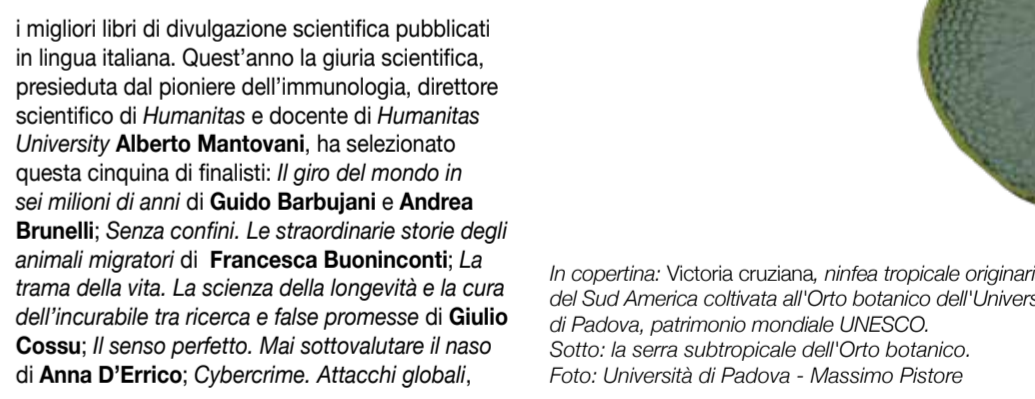 i migliori libri di divulgazione scientifica pubblicati
in lingua italiana. Quest'anno la giuria scientifica,
presieduta dal pioniere dell'immunologia, direttore
scientifico di Humanitas e docente di Humanitas
University Alberto Mantovani, ha selezionato
questa cinquina di finalisti: Il giro del mondo in
sei milioni di anni di Guido Barbujani e Andrea
Brunelli; Senza confini. Le straordinarie storie degli
animali migratori di Francesca Buoninconti; La
trama della vita. La scienza della longevità e la cura
dell'incurabile tra ricerca e false promesse di Giulio
Cossu; Il senso perfetto. Mai sottovalutare il naso
di Anna D'Errico; Cybercrime. Attacchi globali,
In copertina: Victoria cruziana, ninfea tropicale originari
del Sud America coltivata all'Orto botanico dell'Univers
di Padova, patrimonio mondiale UNESCO.
Sotto: la serra subtropicale dell'Orto botanico.
Foto: Università di Padova - Massimo Pistore